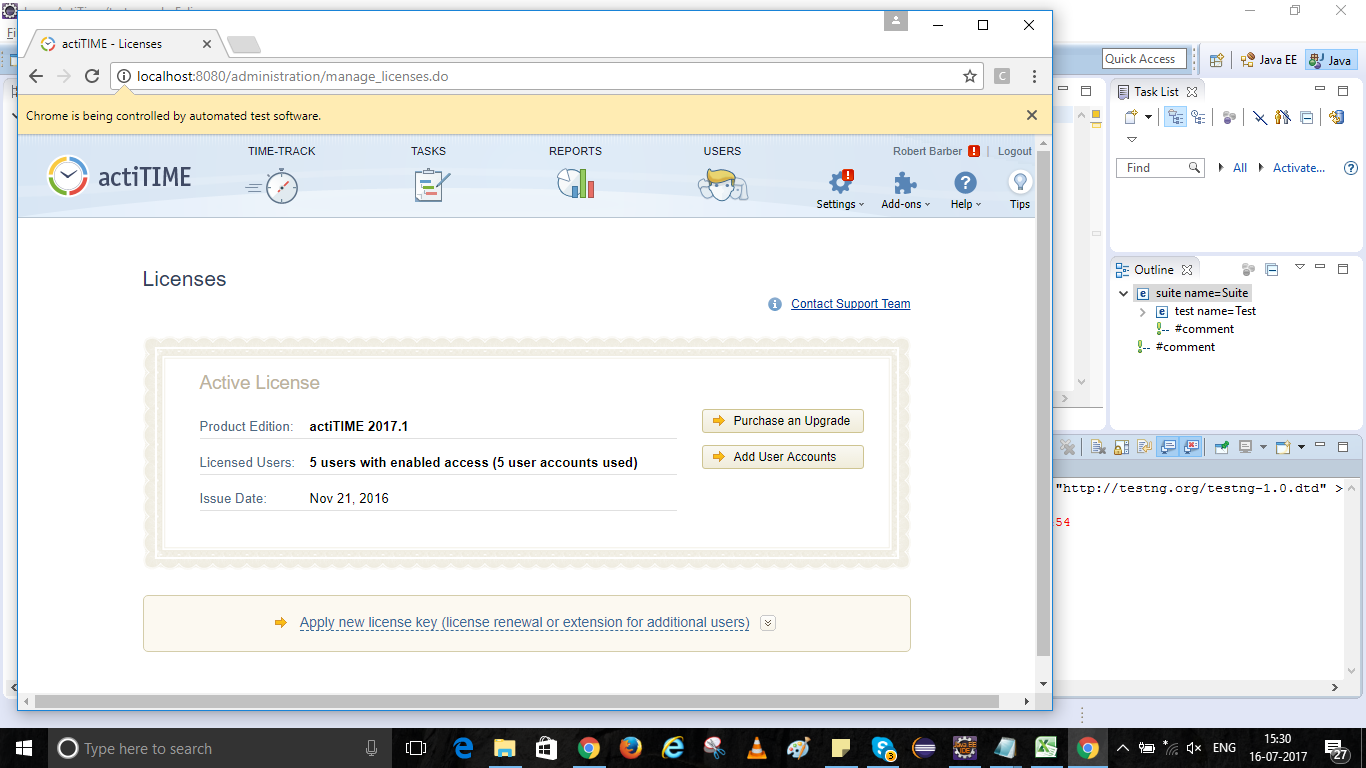 actiTIME - Licenses
localhost:8080/administration/manage_licenses.do
C
Chrome is being controlled by automated test software.
actiTIME
TIME-TRACK
TASKS
REPORTS
USERS
Robert Barber
Logout
Settings
Add-ons
Help
Tips
Licenses
Contact Support Team
Active License
Product Edition: actiTIME 2017.1
Licensed Users: 5 users with enabled access (5 user accounts used)
Issue Date: Nov 21, 2016
Purchase an Upgrade
Add User Accounts
Apply new license key (license renewal or extension for additional users)
Quick Access
Java EE
Java
Task List
Find
All
Activate...
Outline
suite name=Suite
test name=Test
#comment
#comment
"http://testng.org/testng-1.0.dtd" >
54
Type here to search
3
ENG
15:30
16-07-2017
27